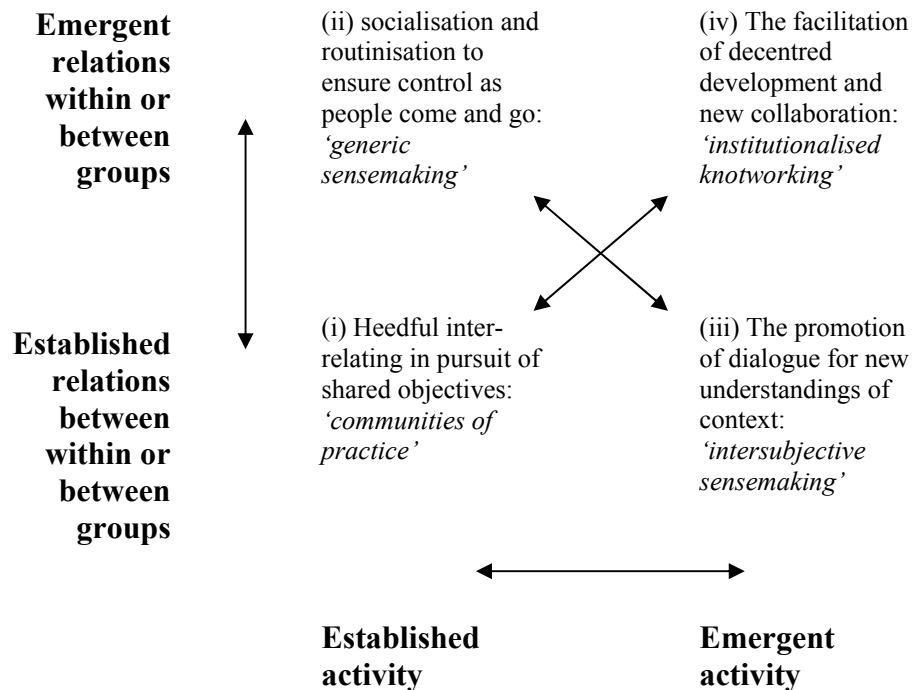 Emergent
relations
within or
between
groups
(ii) socialisation and
routinisation to
ensure control as
people come and go:
‘generic
sensemaking’
(iv) The facilitation
of decentred
development and
new collaboration:
‘institutionalised
knotworking’
Established
relations
between
within or
between
groups
(i) Heedful inter-
relating in pursuit of
shared objectives:
‘communities of
practice’
(iii) The promotion
of dialogue for new
understandings of
context:
‘intersubjective
sensemaking’
Established
activity
Emergent
activity